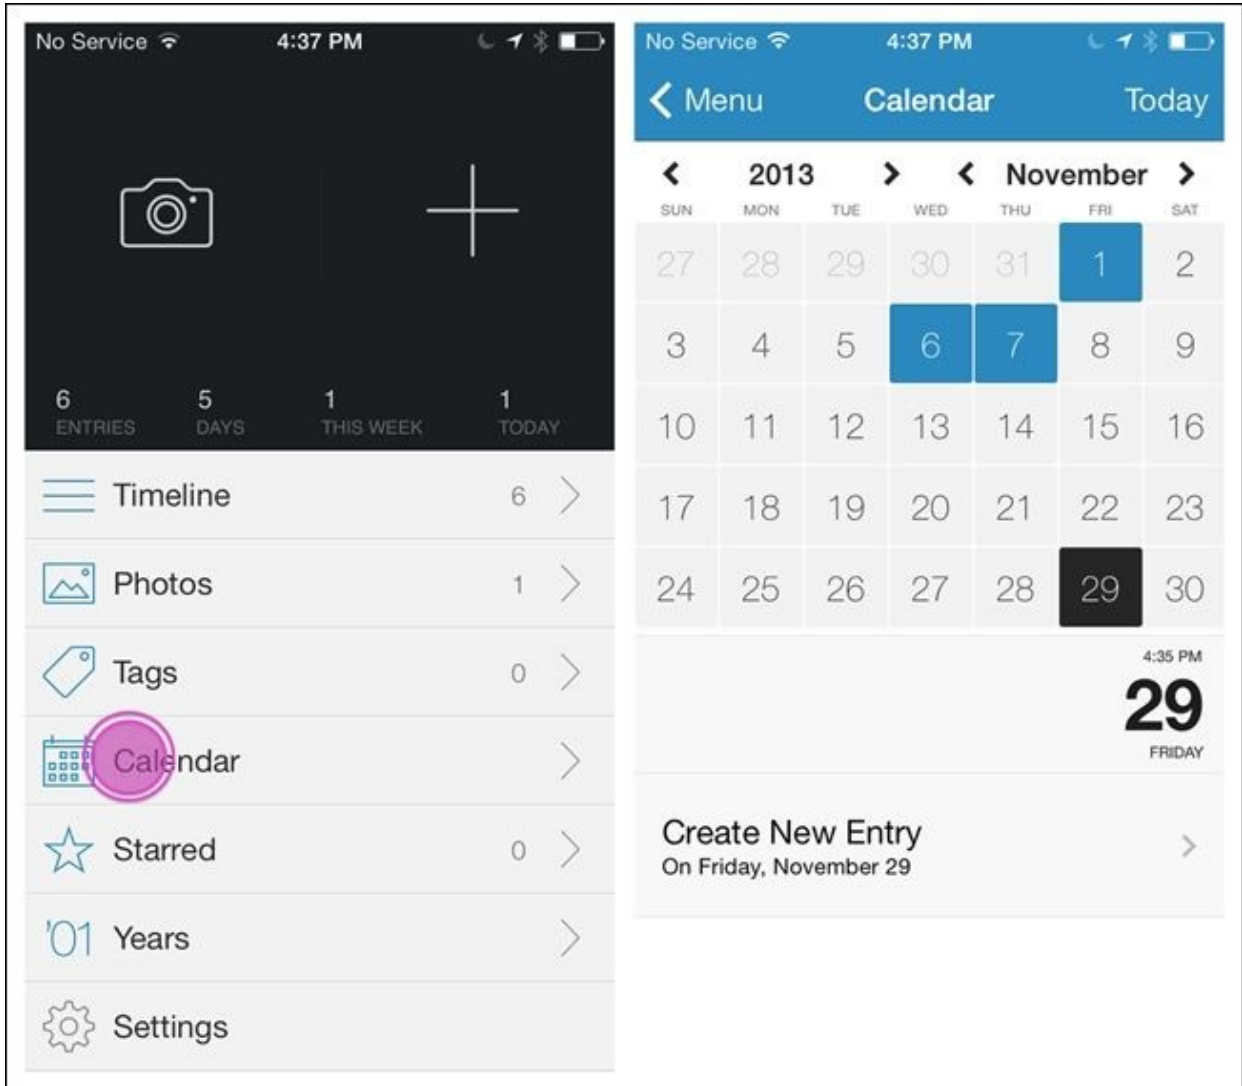 No Service 4:37 PM
6 5 1 1
ENTRIES DAYS THIS WEEK TODAY
Timeline 6
Photos 1
Tags 0
Calendar
Starred 0
'01 Years
Settings
No Service 4:37 PM
Menu Calendar Today
2013 November
SUN MON TUE WED THU FRI SAT
27 28 29 30 31 1 2
3 4 5 6 7 8 9
10 11 12 13 14 15 16
17 18 19 20 21 22 23
24 25 26 27 28 29 30
4:35 PM
29
FRIDAY
Create New Entry
On Friday, November 29